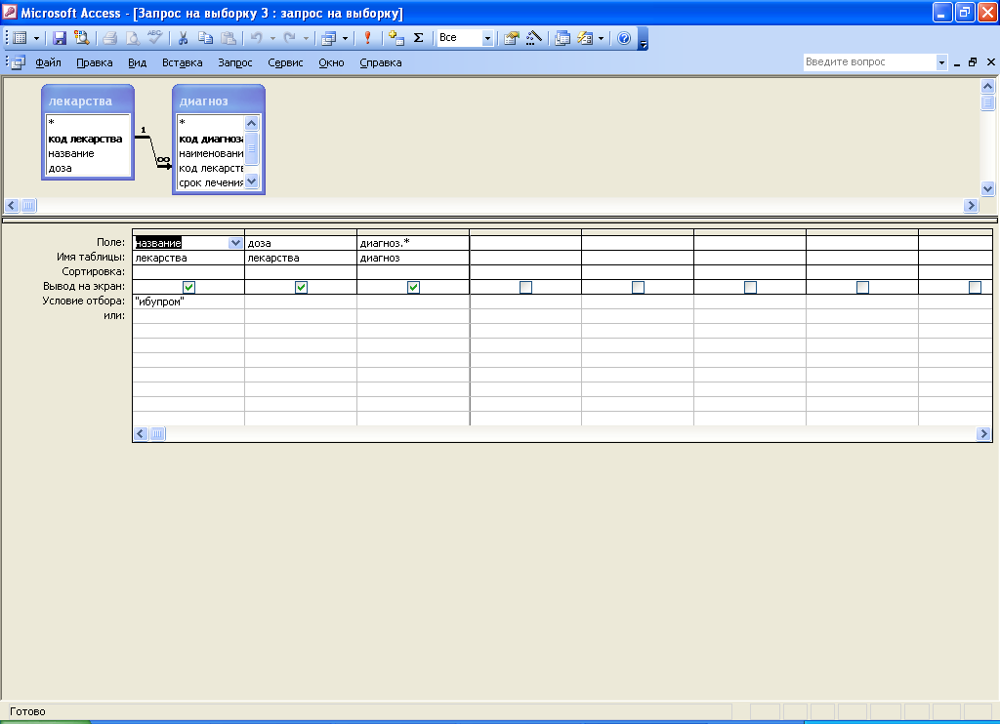 Microsoft Access - [Запрос на выборку 3 : запрос на выборку]
Все
Файл Правка Вид Вставка Запрос Сервис Окно Справка Введите вопрос
лекарства
*
код лекарства
название
доза
1
∞
диагноз
*
код диагноза
наименовани
код лекарств
срок лечения
Поле: название доза диагноз.*
Имя таблицы: лекарства лекарства диагноз
Сортировка:
Вывод на экран:
Условие отбора: "ибупром"
или:
Готово